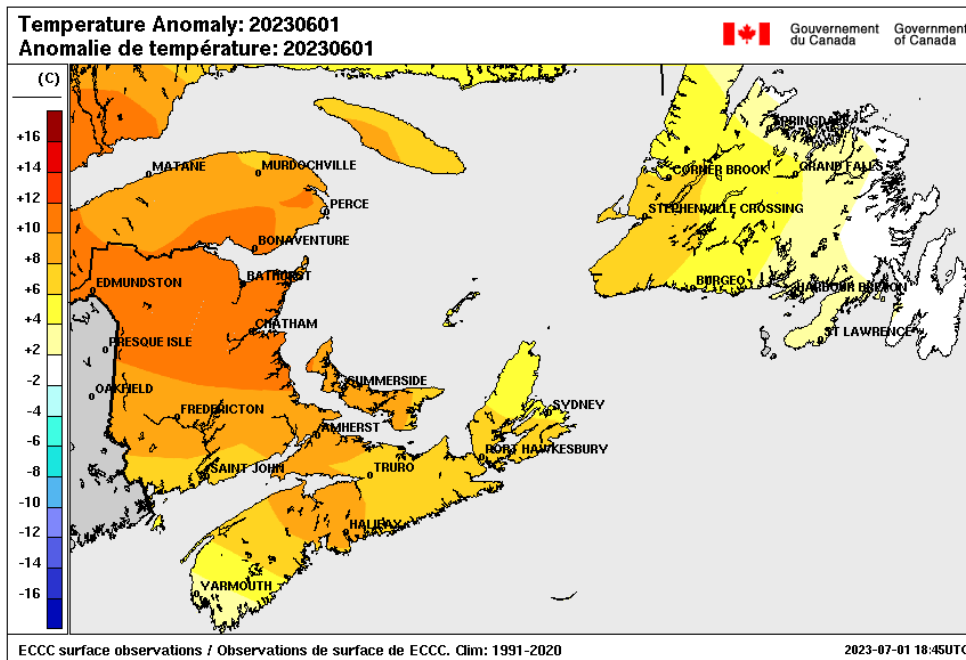 Temperature Anomaly: 20230601
Anomalie de température: 20230601
Gouvernement du Canada
Government of Canada
(C)
+16
+14
+12
+10
+8
+6
+4
+2
-2
-4
-6
-8
-10
-12
-14
-16
MATANE
MURDOCHVILLE
PERCE
BONAVENTURE
EDMUNDSTON
BATHURST
CHATHAM
PRESQUE ISLE
OAKFIELD
SUMMERSIDE
FREDERICTON
AMHERST
SYDNEY
PORT HAWKESBURY
SAINT JOHN
TRURO
HALIFAX
YARMOUTH
SPRINGDALE
CORNER BROOK
GRAND FALLS
STEPHENVILLE CROSSING
BURGEO
HARBOUR BRETON
ST LAWRENCE
ECCC surface observations / Observations de surface de ECCC. Clim: 1991-2020
2023-07-01 18:45UTC